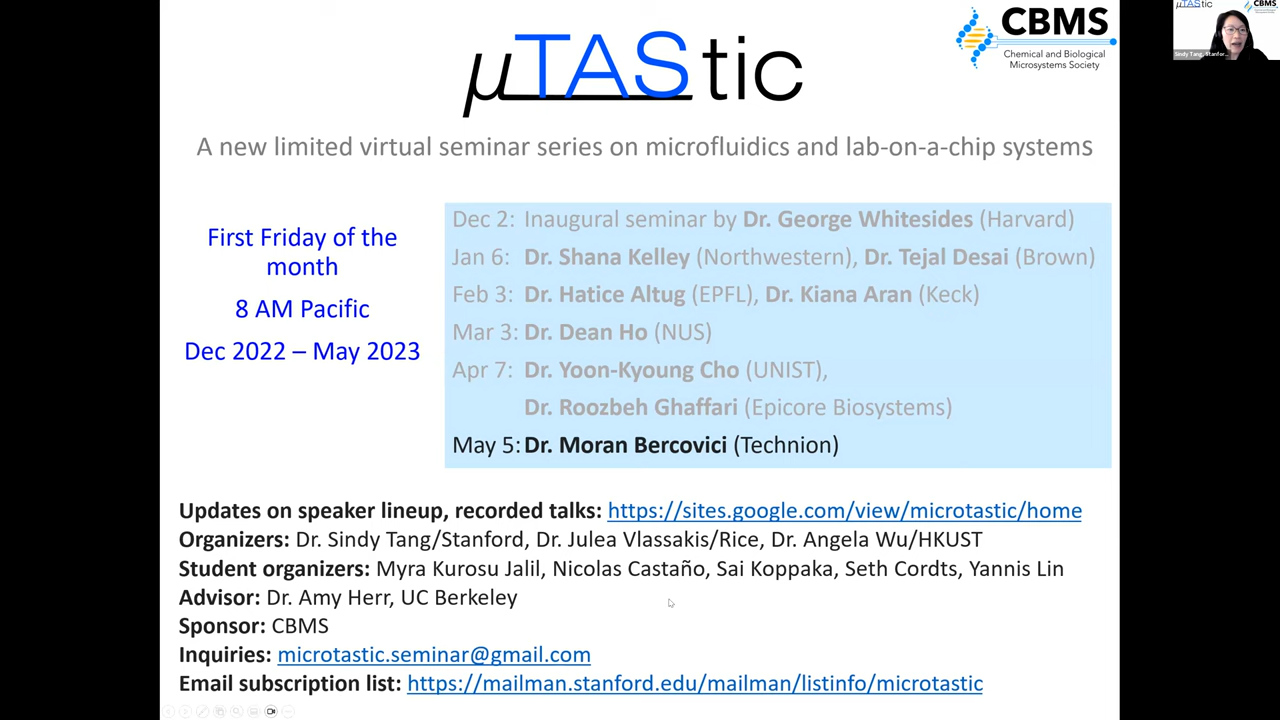 μTAStic
CBMS
Chemical and Biological
Microsystems Society
μTAStic
CBMS
Sindy Tang, Stanfor...
A new limited virtual seminar series on microfluidics and lab-on-a-chip systems
First Friday of the
month
8 AM Pacific
Dec 2022 – May 2023
Dec 2: Inaugural seminar by Dr. George Whitesides (Harvard)
Jan 6: Dr. Shana Kelley (Northwestern), Dr. Tejal Desai (Brown)
Feb 3: Dr. Hatice Altug (EPFL), Dr. Kiana Aran (Keck)
Mar 3: Dr. Dean Ho (NUS)
Apr 7: Dr. Yoon-Kyoung Cho (UNIST),
Dr. Roozbeh Ghaffari (Epicore Biosystems)
May 5: Dr. Moran Bercovici (Technion)
Updates on speaker lineup, recorded talks: https://sites.google.com/view/microtastic/home
Organizers: Dr. Sindy Tang/Stanford, Dr. Julea Vlassakis/Rice, Dr. Angela Wu/HKUST
Student organizers: Myra Kurosu Jalil, Nicolas Castaño, Sai Koppaka, Seth Cordts, Yannis Lin
Advisor: Dr. Amy Herr, UC Berkeley
Sponsor: CBMS
Inquiries: microtastic.seminar@gmail.com
Email subscription list: https://mailman.stanford.edu/mailman/listinfo/microtastic